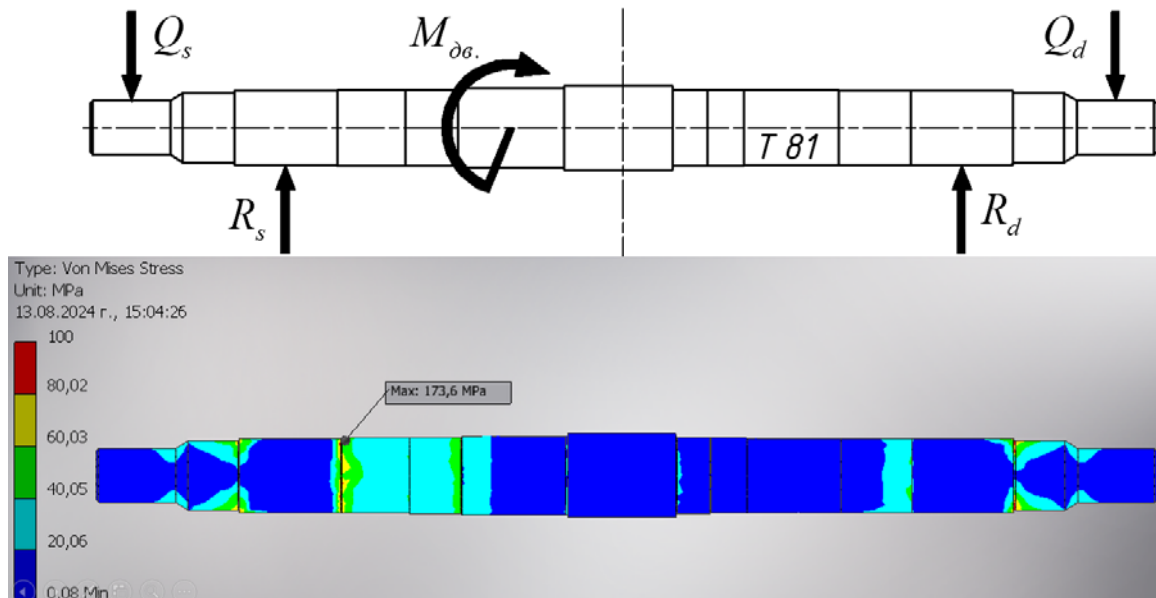 Qs
Mдв.
Qd
T 81
Rs
Rd
Type: Von Mises Stress
Unit: MPa
13.08.2024 г., 15:04:26
100
80,02
Max: 173,6 MPa
60,03
40,05
20,06
0,08 Min